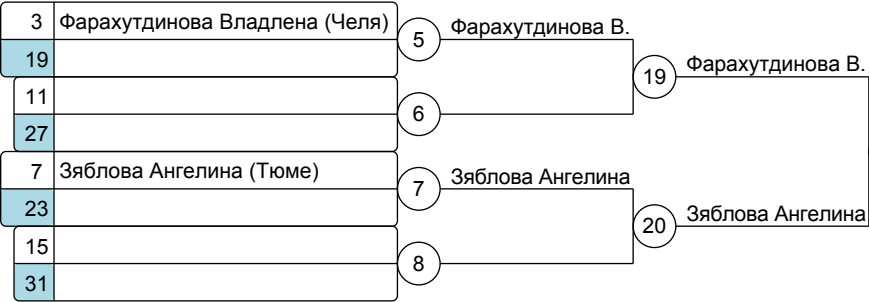 3 Фарахутдинова Владлена (Челя)
19
5 Фарахутдинова В.
11
27
6
19 Фарахутдинова В.
7 Зяблова Ангелина (Тюме)
23
7 Зяблова Ангелина
15
31
8
20 Зяблова Ангелина